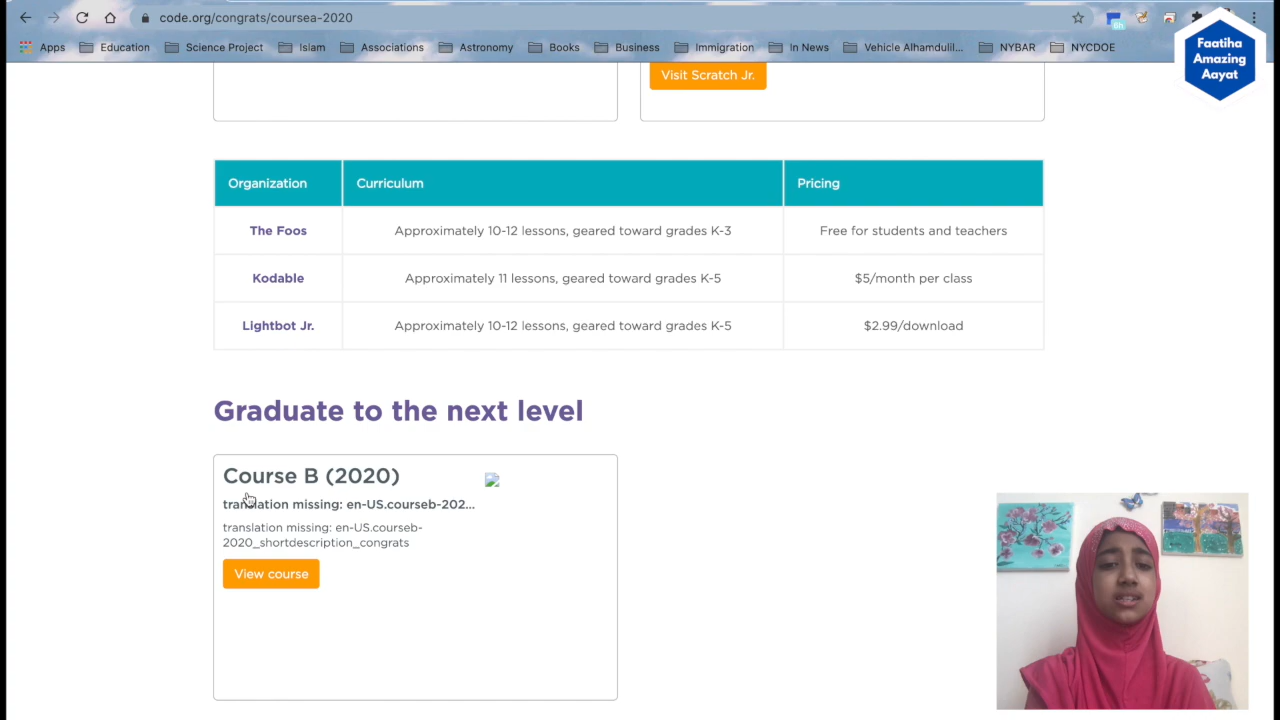 code.org/congrats/coursea-2020
6h
Apps Education Science Project Islam Associations Astronomy Books Business Immigration In News Vehicle Alhamdulil... NYBAR NYCDOE
Faatiha
Amazing
Aayat
Visit Scratch Jr.
Organization Curriculum Pricing
The Foos Approximately 10-12 lessons, geared toward grades K-3 Free for students and teachers
Kodable Approximately 11 lessons, geared toward grades K-5 $5/month per class
Lightbot Jr. Approximately 10-12 lessons, geared toward grades K-5 $2.99/download
Graduate to the next level
Course B (2020)
translation missing: en-US.courseb-202...
translation missing: en-US.courseb-
2020_shortdescription_congrats
View course